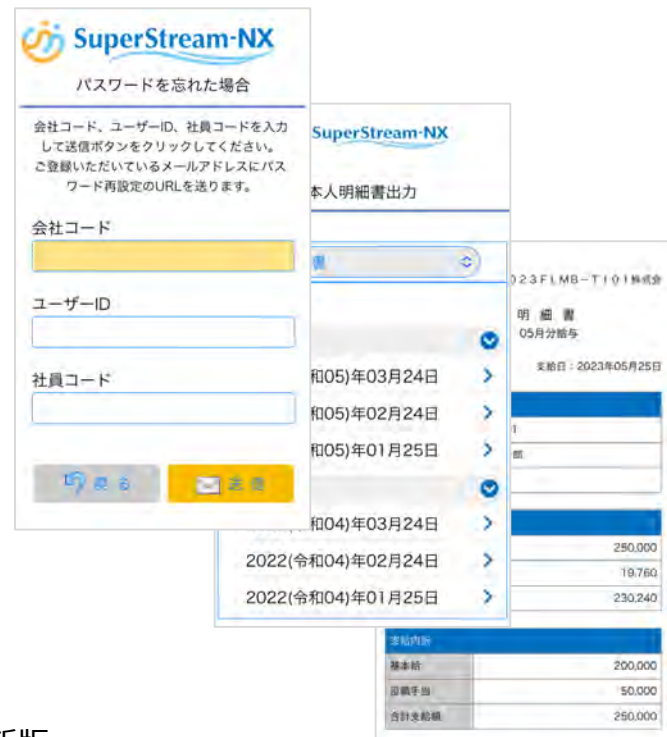 SuperStream-NX
パスワードを忘れた場合
会社コード、ユーザーID、社員コードを入力
して送信ボタンをクリックしてください。
ご登録いただいているメールアドレスにパス
ワード再設定のURLを送ります。
会社コード
ユーザーID
社員コード
戻る
送信
SuperStream-NX
本人明細書出力
書
和05)年03月24日
和05)年02月24日
和05)年01月25日
和04)年03月24日
2022(令和04)年02月24日
2022(令和04)年01月25日
023FLMB-T101株式会
明 細 書
05月分給与
支給日:2023年05月25日
250,000
19,760
230,240
支給内訳
基本給 200,000
役職手当 50,000
合計支給額 250,000